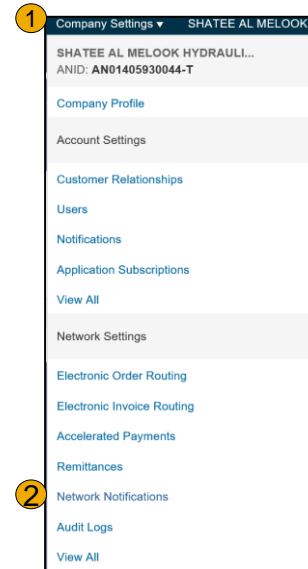 1 Company Settings ▾ SHATEE AL MELOOK
SHATEE AL MELOOK HYDRAULI...
ANID: AN01405930044-T
Company Profile
Account Settings
Customer Relationships
Users
Notifications
Application Subscriptions
View All
Network Settings
Electronic Order Routing
Electronic Invoice Routing
Accelerated Payments
Remittances
2 Network Notifications
Audit Logs
View All